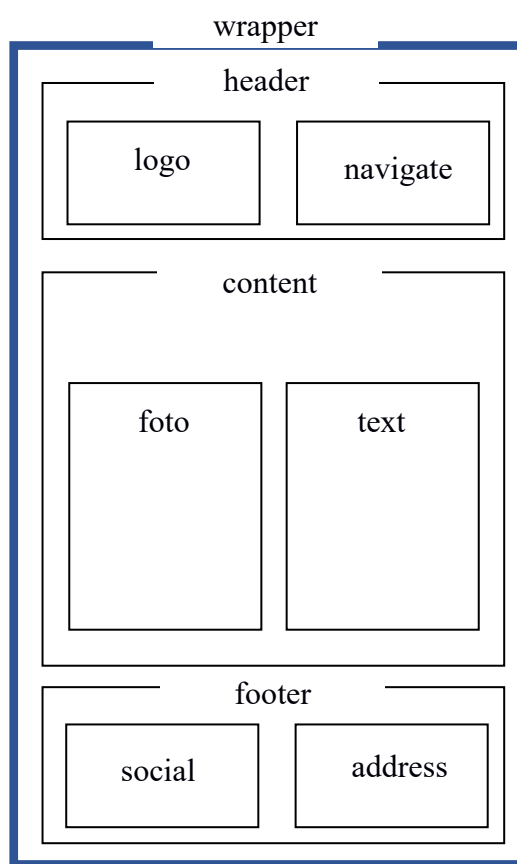 wrapper
header
logo
navigate
content
foto
text
footer
social
address